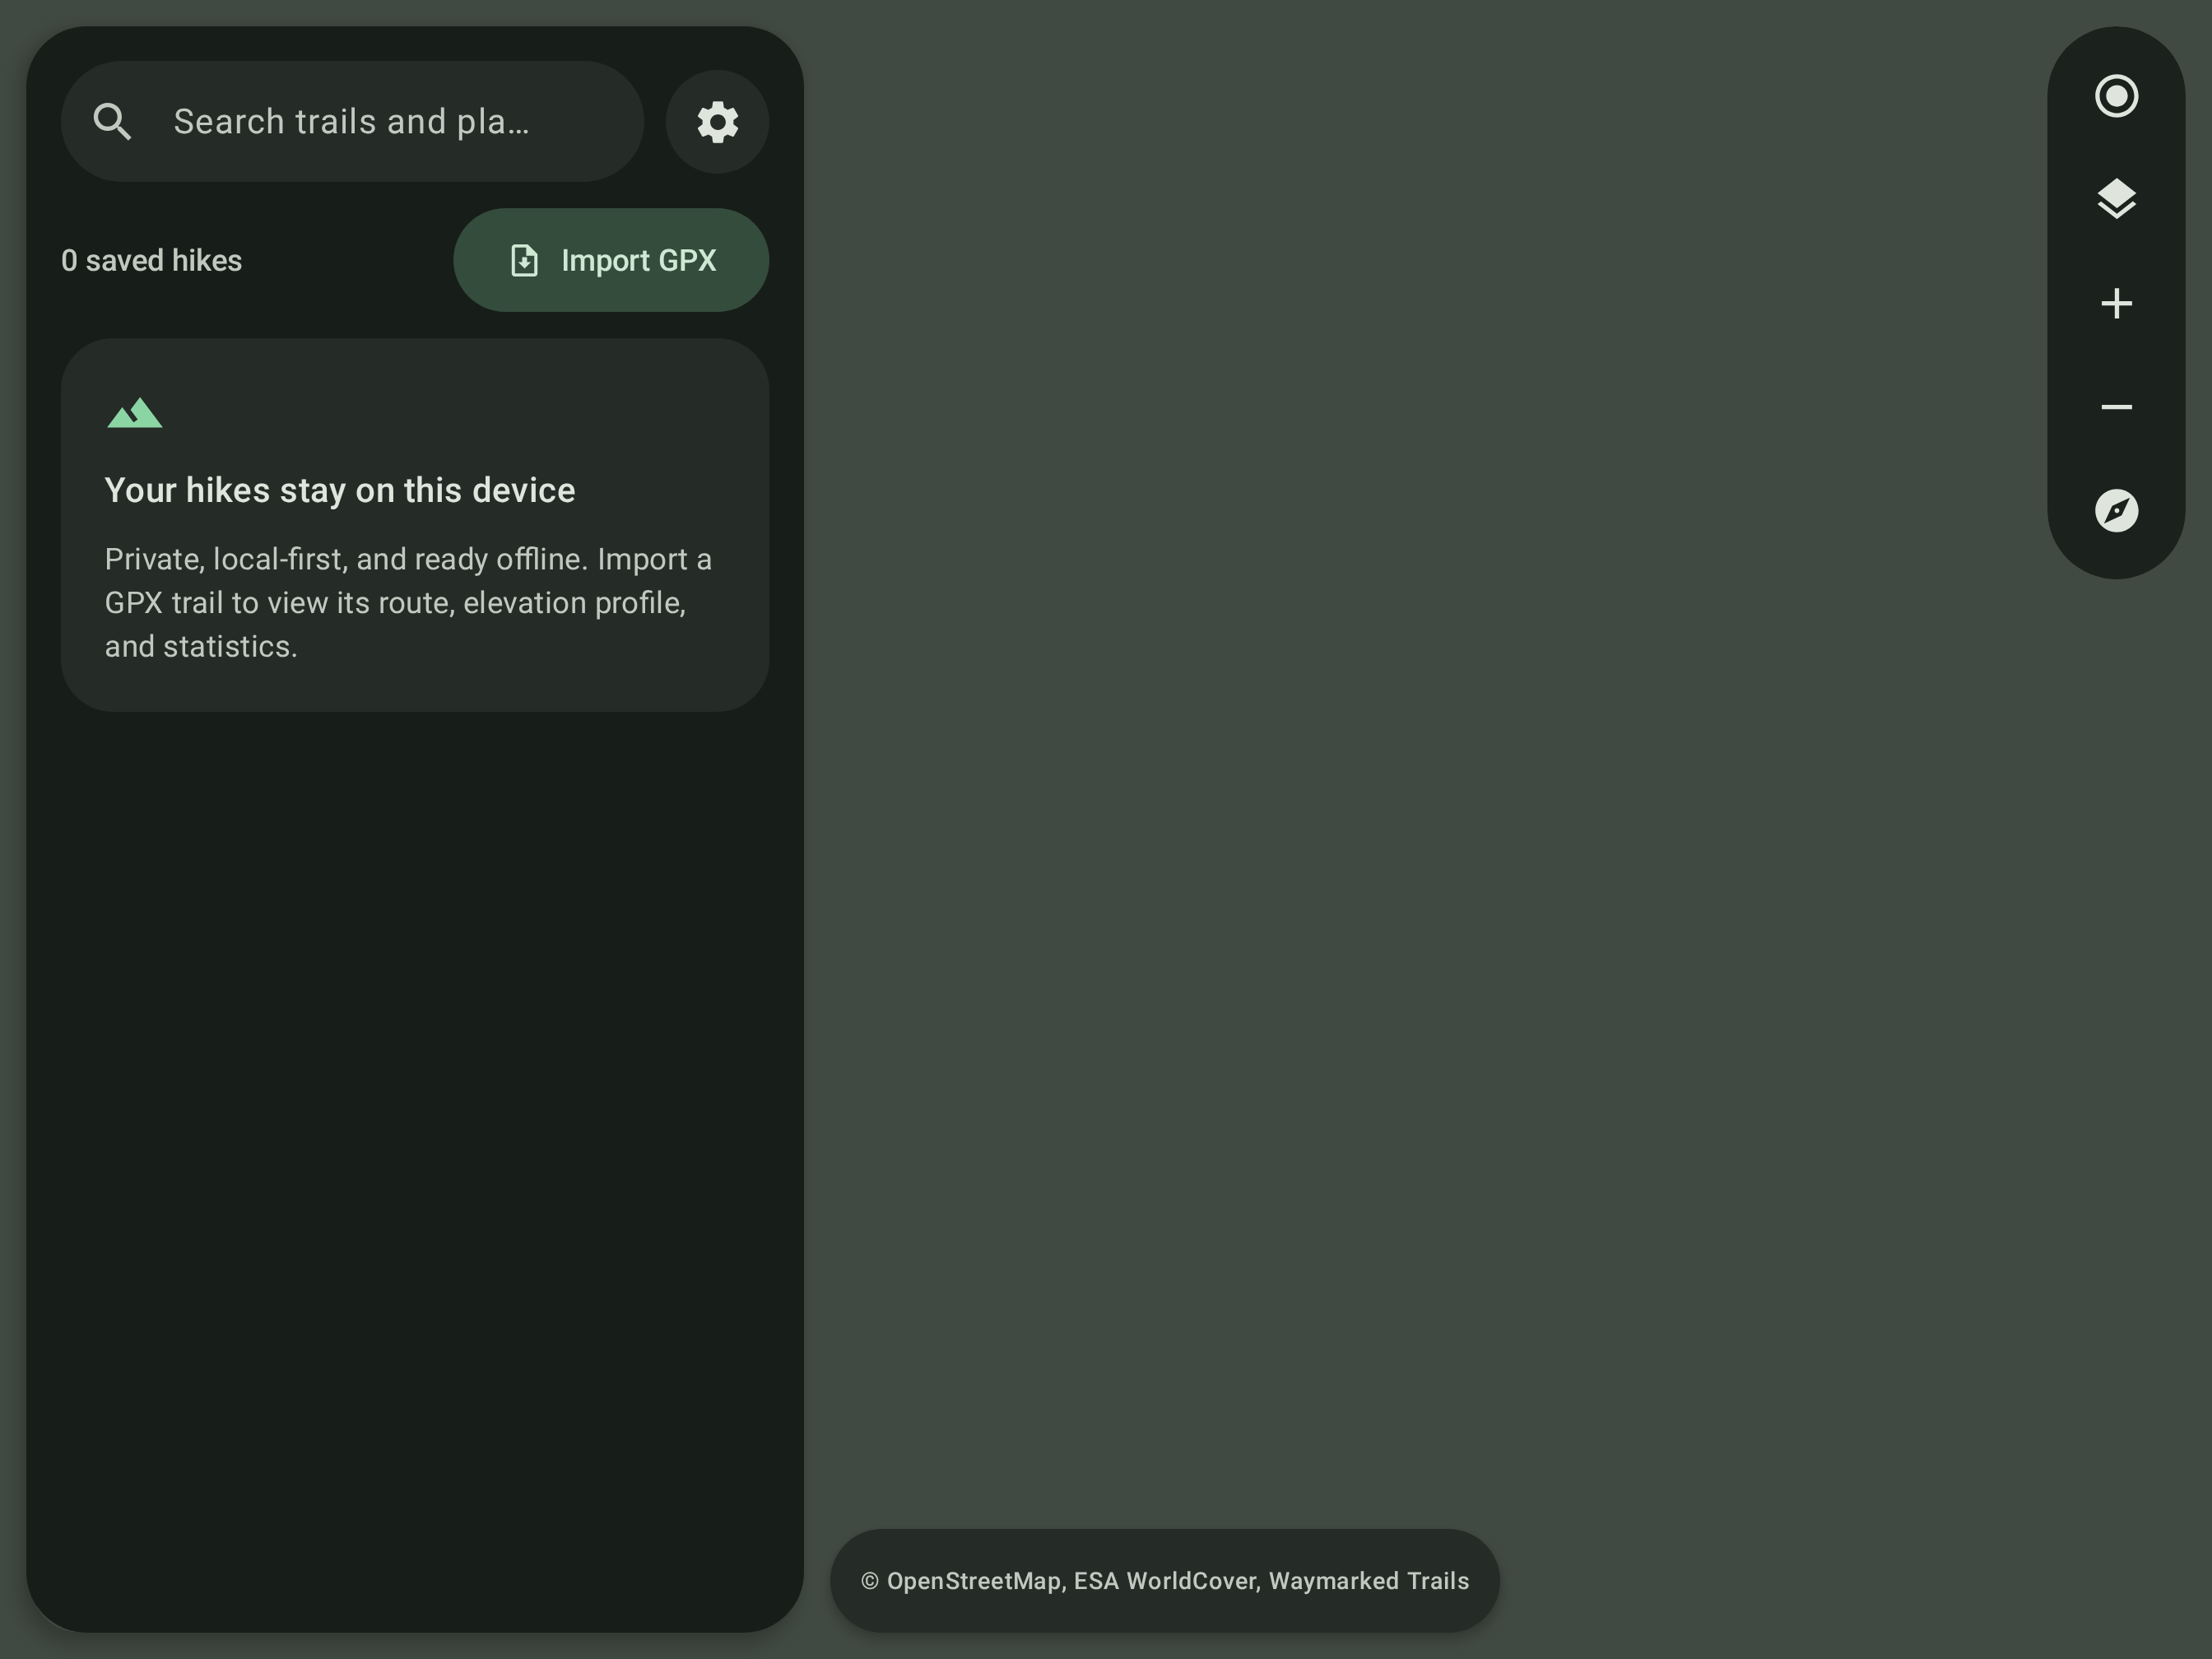 Search trails and pla…
0 saved hikes
Import GPX
Your hikes stay on this device
Private, local-first, and ready offline. Import a
GPX trail to view its route, elevation profile,
and statistics.
© OpenStreetMap, ESA WorldCover, Waymarked Trails